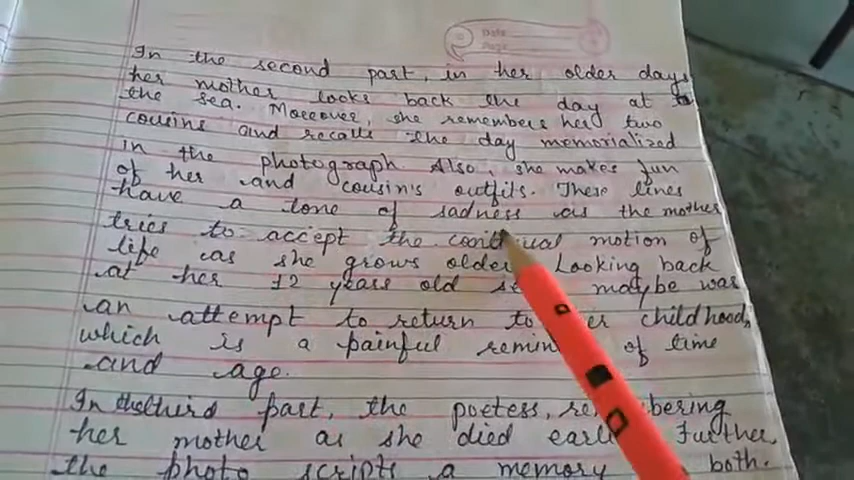 Date
Page
In the second part, in her older days
her mother looks back the day at
the sea. Moreover, she remembers her two
cousins and recalls the day memorialized
in the photograph. Also, she makes fun
of her and cousin's outfits. These lines
have a tone of sadness as the mother
tries to accept the continual motion of
life as she grows older. Looking back
at her 12 years old maybe was
an attempt to return to her childhood,
which is a painful of time
and age.
In the third part, the poetess,
her mother as she died earli Further,
the photo scripts a memory both.